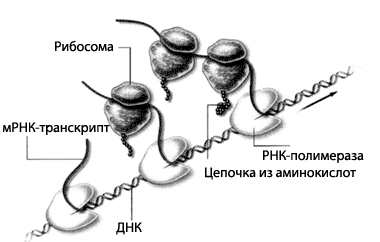 Рибосома
мРНК-транскрипт
РНК-полимераза
Цепочка из аминокислот
ДНК